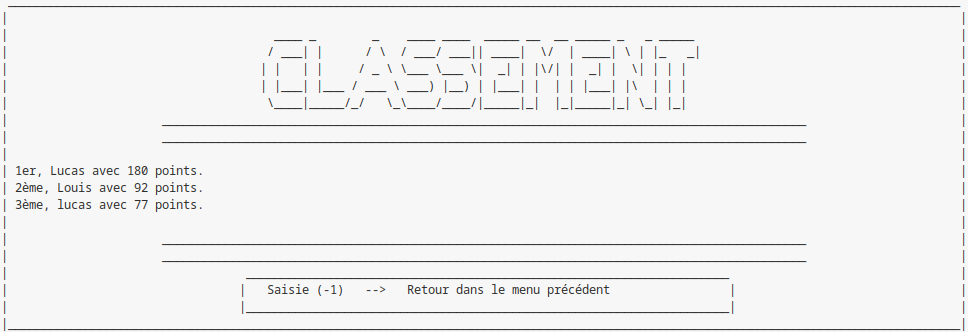 CLASSEMENT
1er, Lucas avec 180 points.
2ème, Louis avec 92 points.
3ème, lucas avec 77 points.
Saisie (-1) --> Retour dans le menu précédent